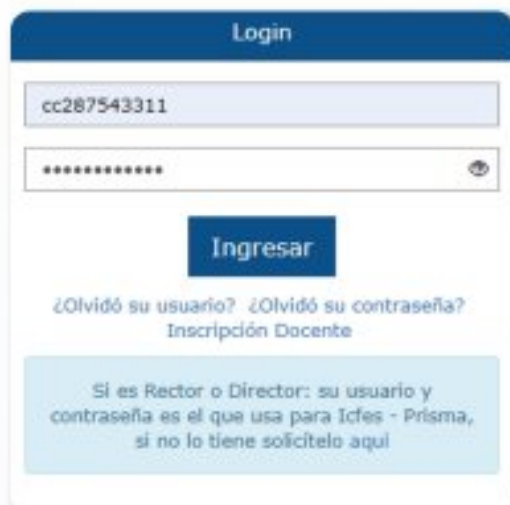 Login
cc287543311
••••••••••••
Ingresar
¿Olvidó su usuario? ¿Olvidó su contraseña?
Inscripción Docente
Si es Rector o Director: su usuario y
contraseña es el que usa para Icfes - Prisma,
si no lo tiene solicítelo aqui